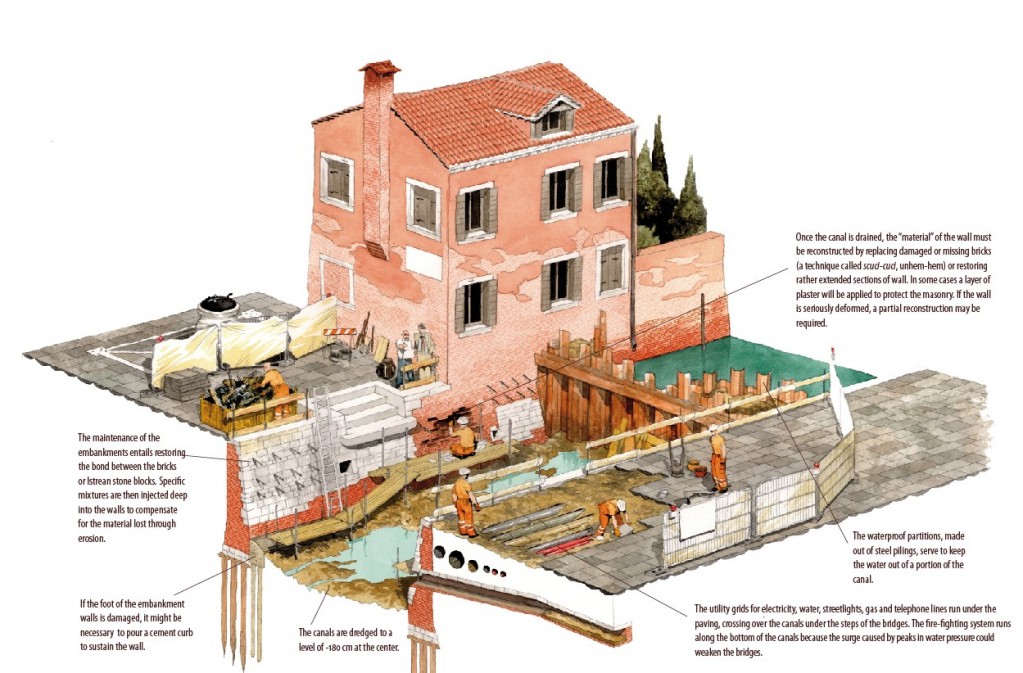 Once the canal is drained, the “material” of the wall must
be reconstructed by replacing damaged or missing bricks
(a technique called scud-cud, unhem-hem) or restoring
rather extended sections of wall. In some cases a layer of
plaster will be applied to protect the masonry. If the wall
is seriously deformed, a partial reconstruction may be
required.
The maintenance of the
embankments entails restoring
the bond between the bricks
or Istrean stone blocks. Specific
mixtures are then injected deep
into the walls to compensate
for the material lost through
erosion.
The waterproof partitions, made
out of steel pilings, serve to keep
the water out of a portion of the
canal.
If the foot of the embankment
walls is damaged, it might be
necessary to pour a cement curb
to sustain the wall.
The canals are dredged to a
level of -180 cm at the center.
The utility grids for electricity, water, streetlights, gas and telephone lines run under the
paving, crossing over the canals under the steps of the bridges. The fire-fighting system runs
along the bottom of the canals because the surge caused by peaks in water pressure could
weaken the bridges.